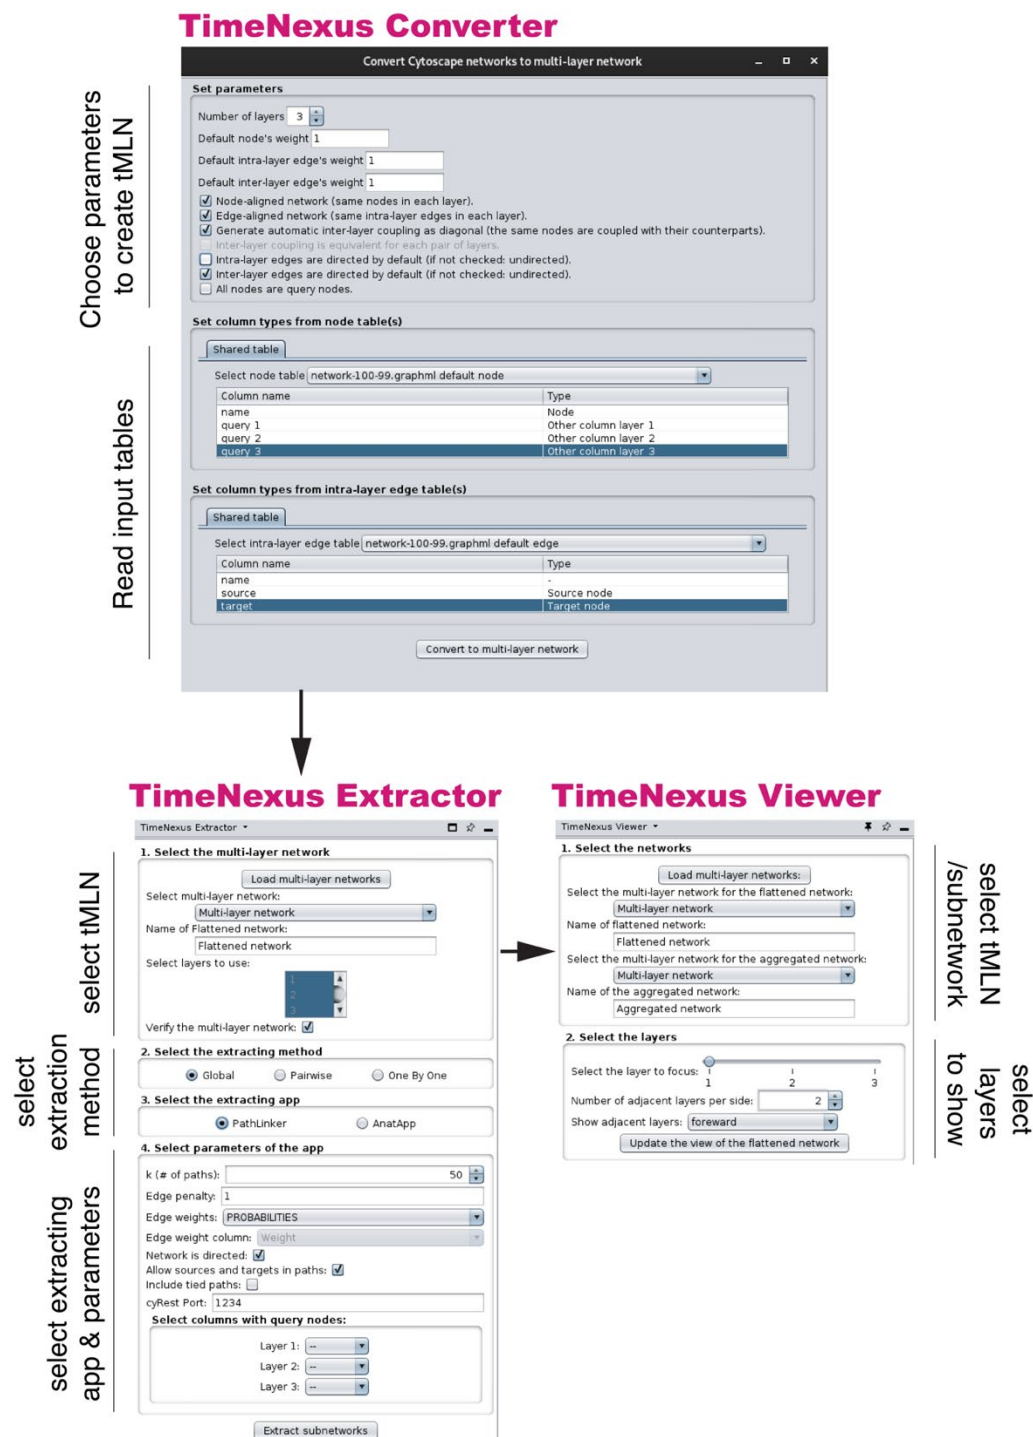 TimeNexus Converter
Choose parameters
to create tMLN
Convert Cytoscape networks to multi-layer network
Set parameters
Number of layers 3
Default node's weight 1
Default intra-layer edge's weight 1
Default inter-layer edge's weight 1
Node-aligned network (same nodes in each layer).
Edge-aligned network (same intra-layer edges in each layer).
Generate automatic inter-layer coupling as diagonal (the same nodes are coupled with their counterparts).
Inter-layer coupling is equivalent for each pair of layers.
Intra-layer edges are directed by default (if not checked: undirected).
Inter-layer edges are directed by default (if not checked: undirected).
All nodes are query nodes.
Read input tables
Set column types from node table(s)
Shared table
Select node table network-100-99.graphml default node
Column name Type
name Node
query 1 Other column layer 1
query 2 Other column layer 2
query 3 Other column layer 3
Set column types from intra-layer edge table(s)
Shared table
Select intra-layer edge table network-100-99.graphml default edge
Column name Type
name -
source Source node
target Target node
Convert to multi-layer network
TimeNexus Extractor
select tMLN
TimeNexus Extractor
1. Select the multi-layer network
Load multi-layer networks
Select multi-layer network:
Multi-layer network
Name of Flattened network:
Flattened network
Select layers to use:
1
2
3
Verify the multi-layer network:
select
extraction
method
2. Select the extracting method
Global Pairwise One By One
3. Select the extracting app
PathLinker AnatApp
select extracting
app & parameters
4. Select parameters of the app
k (# of paths): 50
Edge penalty: 1
Edge weights: PROBABILITIES
Edge weight column: Weight
Network is directed:
Allow sources and targets in paths:
Include tied paths:
cyRest Port: 1234
Select columns with query nodes:
Layer 1: --
Layer 2: --
Layer 3: --
Extract subnetworks
TimeNexus Viewer
TimeNexus Viewer
1. Select the networks
Load multi-layer networks:
Select the multi-layer network for the flattened network:
Multi-layer network
Name of flattened network:
Flattened network
Select the multi-layer network for the aggregated network:
Multi-layer network
Name of the aggregated network:
Aggregated network
select tMLN
/subnetwork
2. Select the layers
Select the layer to focus:
1 2 3
Number of adjacent layers per side: 2
Show adjacent layers: foreward
Update the view of the flattened network
select
layers
to show